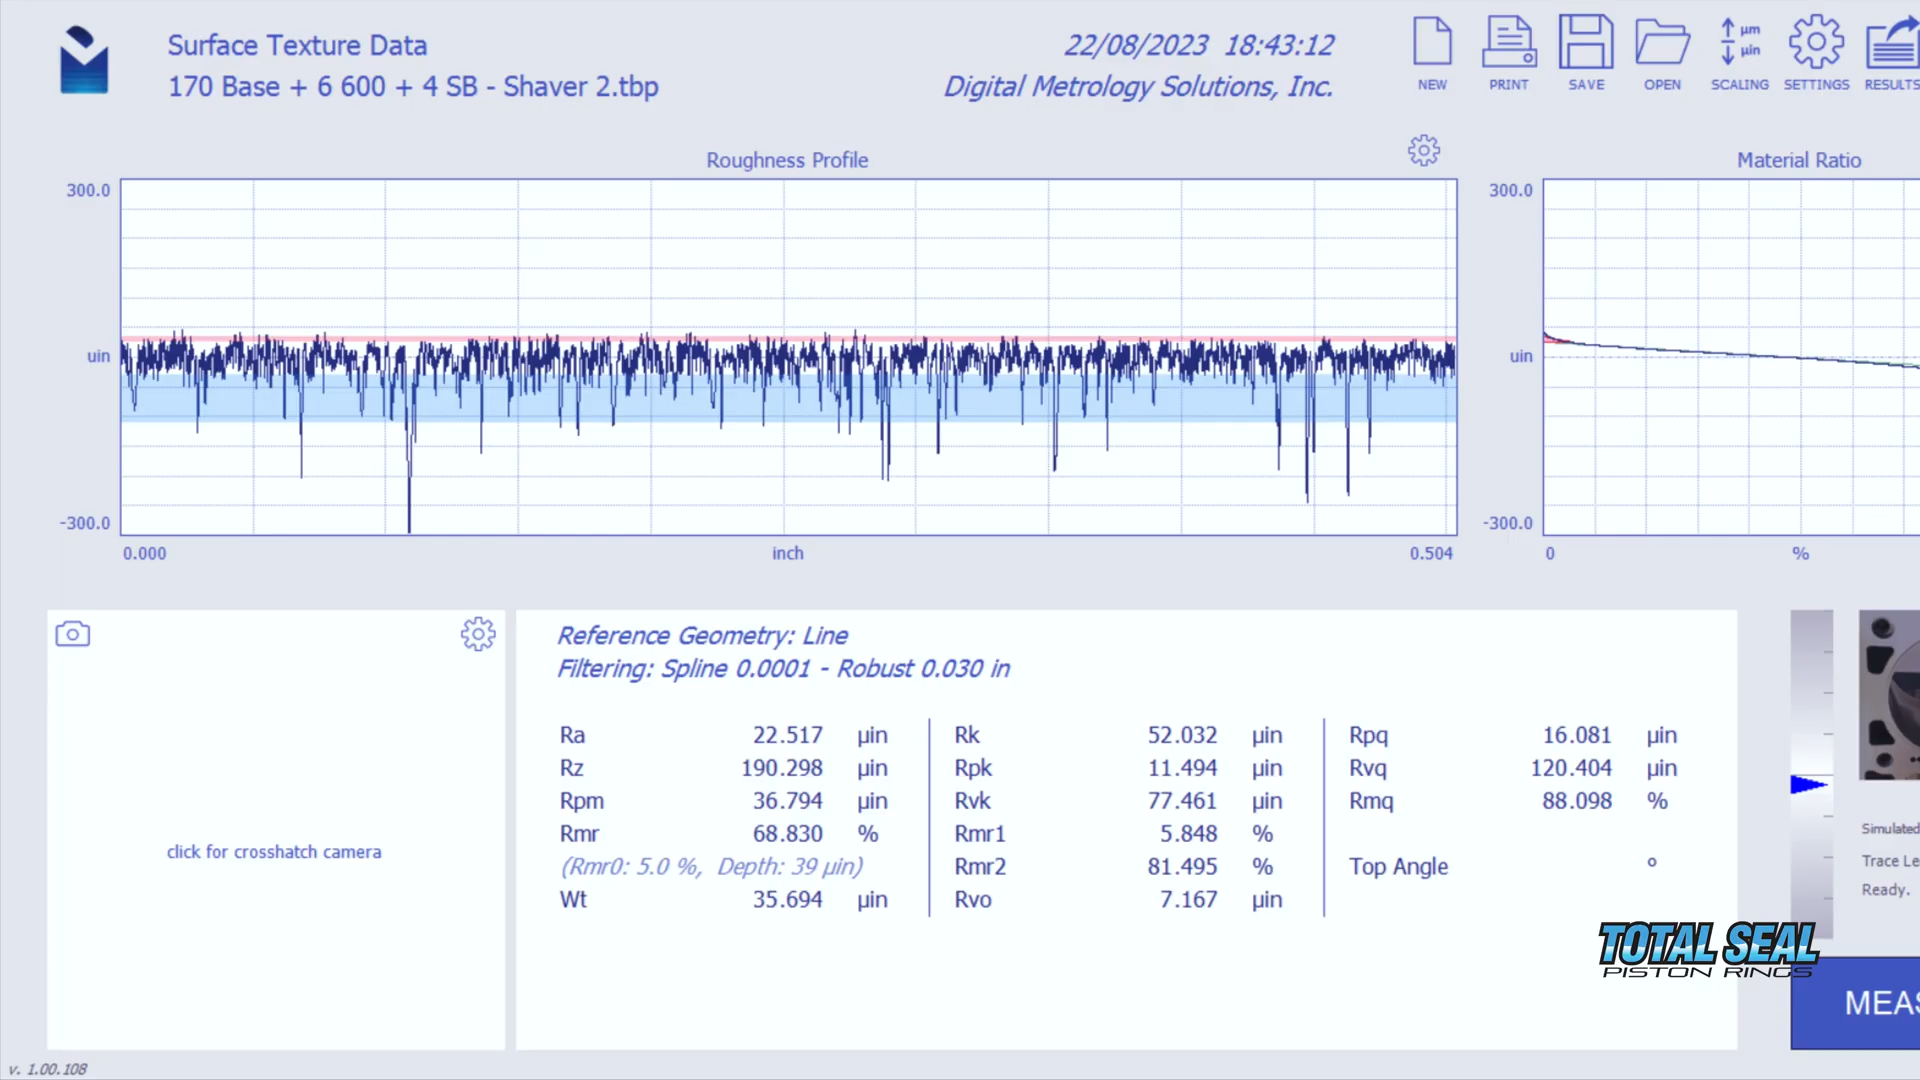 Surface Texture Data
170 Base + 6 600 + 4 SB - Shaver 2.tbp
22/08/2023 18:43:12
Digital Metrology Solutions, Inc.
NEW
PRINT
SAVE
OPEN
µm
µin
SCALING
SETTINGS
RESULTS
Roughness Profile
300.0
uin
-300.0
0.000
inch
0.504
Material Ratio
300.0
uin
-300.0
0
%
click for crosshatch camera
Reference Geometry: Line
Filtering: Spline 0.0001 - Robust 0.030 in
Ra 22.517 µin
Rz 190.298 µin
Rpm 36.794 µin
Rmr 68.830 %
(Rmr0: 5.0 %, Depth: 39 µin)
Wt 35.694 µin
Rk 52.032 µin
Rpk 11.494 µin
Rvk 77.461 µin
Rmr1 5.848 %
Rmr2 81.495 %
Rvo 7.167 µin
Rpq 16.081 µin
Rvq 120.404 µin
Rmq 88.098 %
Top Angle °
Simulated
Trace Le
Ready.
TOTAL SEAL
PISTON RINGS
MEAS
v. 1.00.108